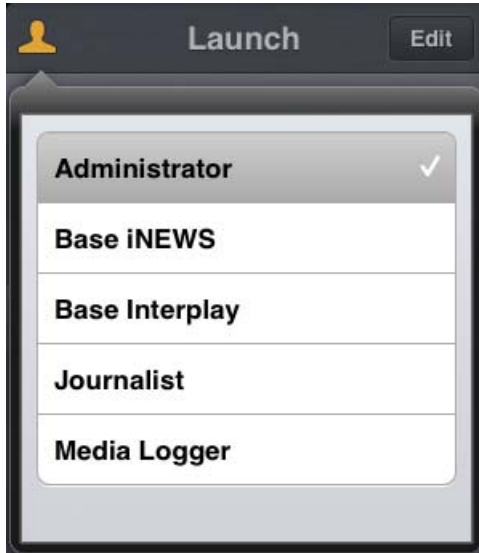 Launch Edit
Administrator
Base iNEWS
Base Interplay
Journalist
Media Logger